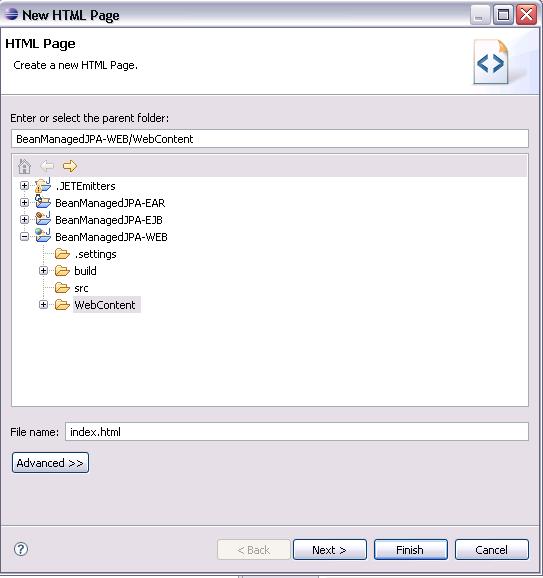 New HTML Page
HTML Page
Create a new HTML Page.
Enter or select the parent folder:
BeanManagedJPA-WEB/WebContent
.JETEmitters
BeanManagedJPA-EAR
BeanManagedJPA-EJB
BeanManagedJPA-WEB
.settings
build
src
WebContent
File name: index.html
Advanced >>
< Back Next > Finish Cancel